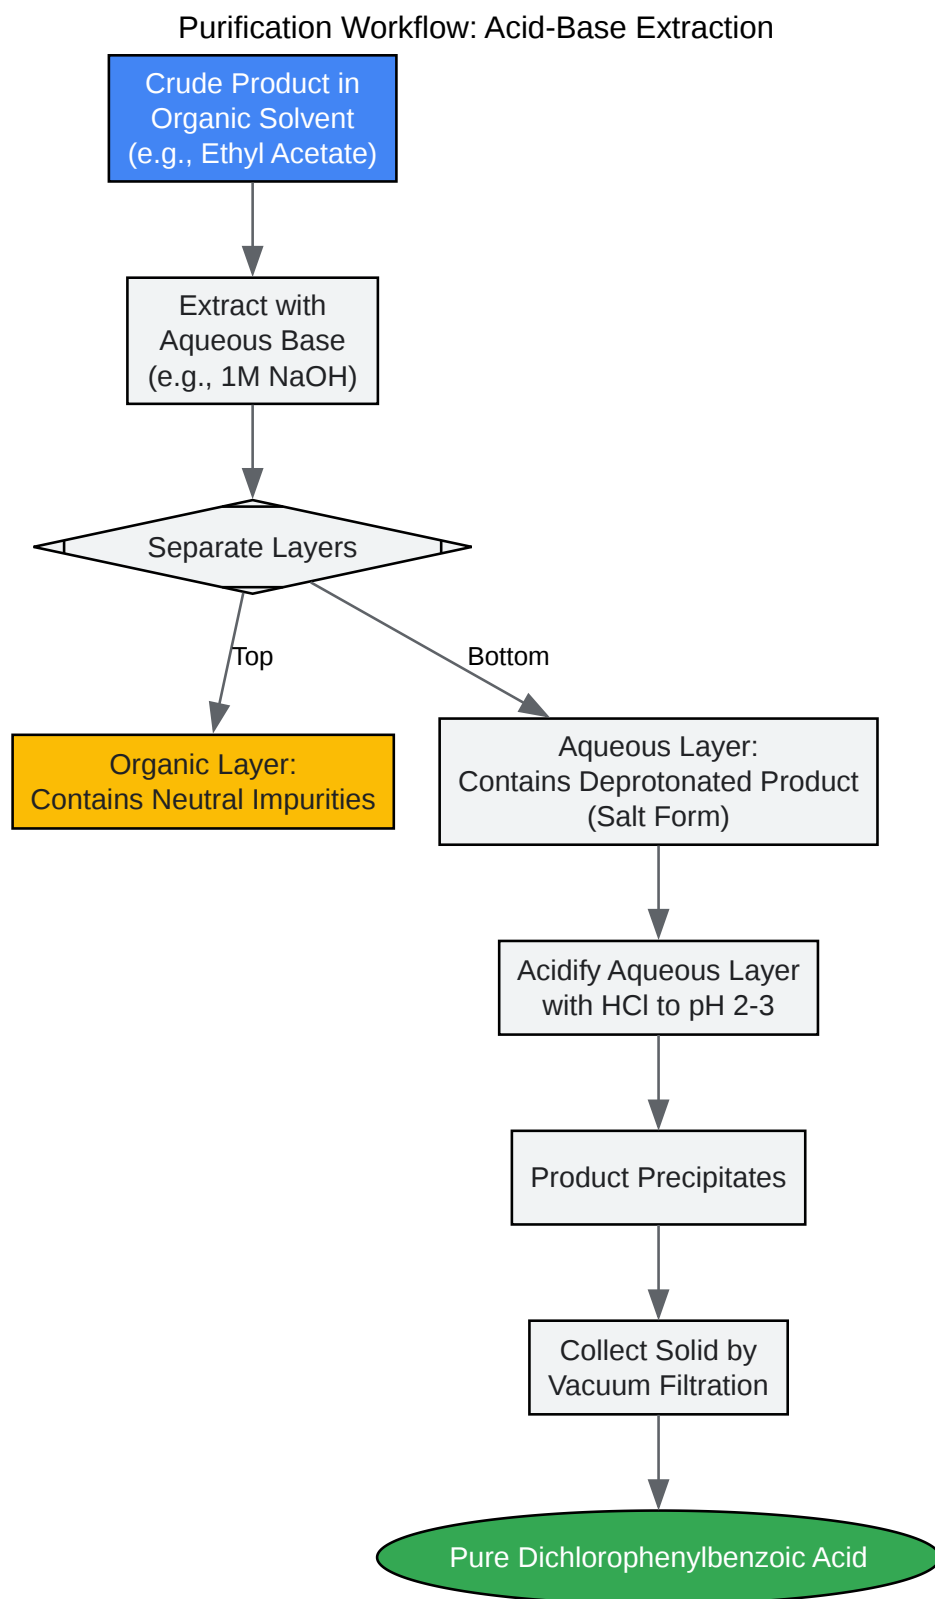 Purification Workflow: Acid-Base Extraction
Crude Product in
Organic Solvent
(e.g., Ethyl Acetate)
Extract with
Aqueous Base
(e.g., 1M NaOH)
Separate Layers
Top
Bottom
Organic Layer:
Contains Neutral Impurities
Aqueous Layer:
Contains Deprotonated Product
(Salt Form)
Acidify Aqueous Layer
with HCl to pH 2-3
Product Precipitates
Collect Solid by
Vacuum Filtration
Pure Dichlorophenylbenzoic Acid